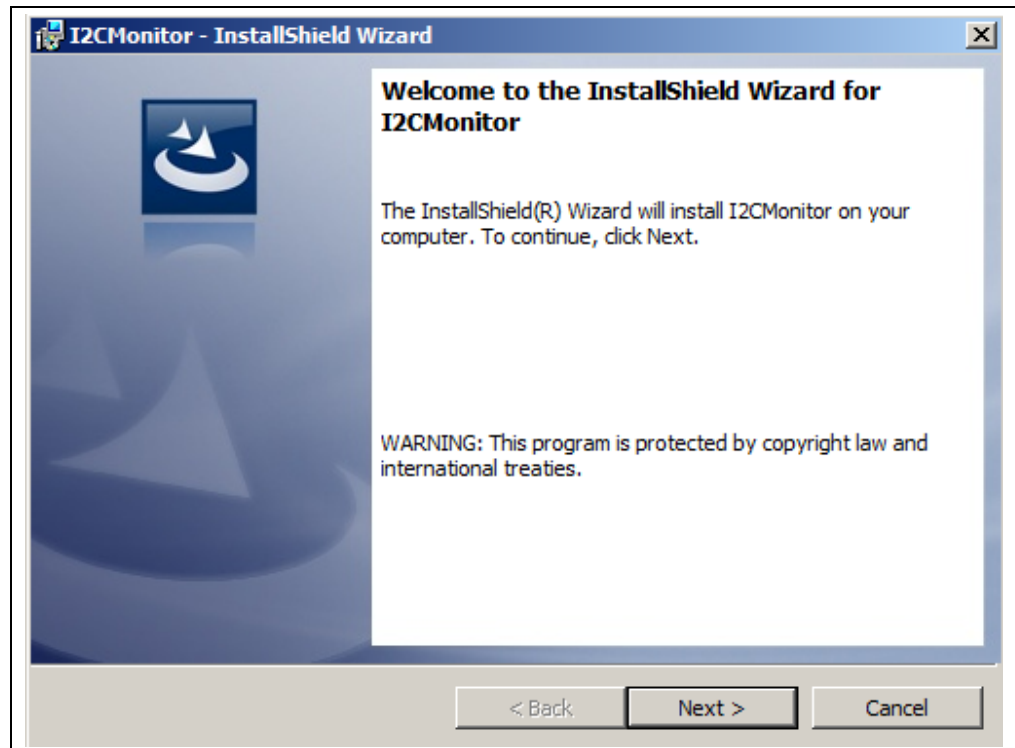 I2CMonitor - InstallShield Wizard
Welcome to the InstallShield Wizard for
I2CMonitor
The InstallShield(R) Wizard will install I2CMonitor on your
computer. To continue, click Next.
WARNING: This program is protected by copyright law and
international treaties.
< Back Next > Cancel